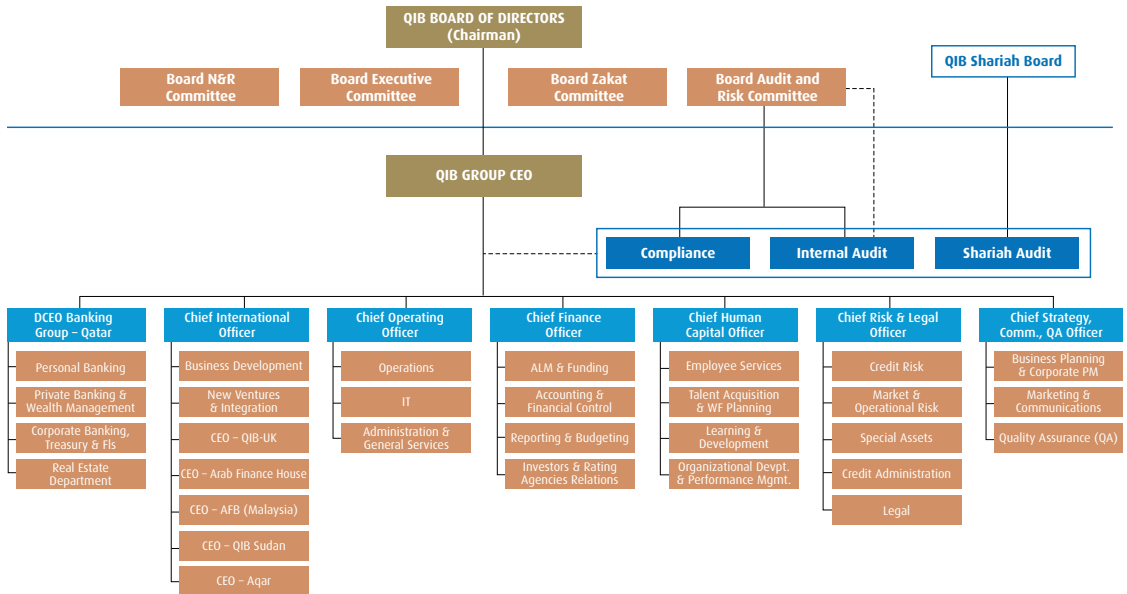 QIB BOARD OF DIRECTORS
(Chairman)
QIB Shariah Board
Board N&R
Committee
Board Executive
Committee
Board Zakat
Committee
Board Audit and
Risk Committee
QIB GROUP CEO
Compliance
Internal Audit
Shariah Audit
DCEO Banking
Group – Qatar
Personal Banking
Private Banking &
Wealth Management
Corporate Banking,
Treasury & FIs
Real Estate
Department
Chief International
Officer
Business Development
New Ventures
& Integration
CEO – QIB-UK
CEO – Arab Finance House
CEO – AFB (Malaysia)
CEO – QIB Sudan
CEO – Aqar
Chief Operating
Officer
Operations
IT
Administration &
General Services
Chief Finance
Officer
ALM & Funding
Accounting &
Financial Control
Reporting & Budgeting
Investors & Rating
Agencies Relations
Chief Human
Capital Officer
Employee Services
Talent Acquisition
& WF Planning
Learning &
Development
Organizational Devpt.
& Performance Mgmt.
Chief Risk & Legal
Officer
Credit Risk
Market &
Operational Risk
Special Assets
Credit Administration
Legal
Chief Strategy,
Comm., QA Officer
Business Planning
& Corporate PM
Marketing &
Communications
Quality Assurance (QA)